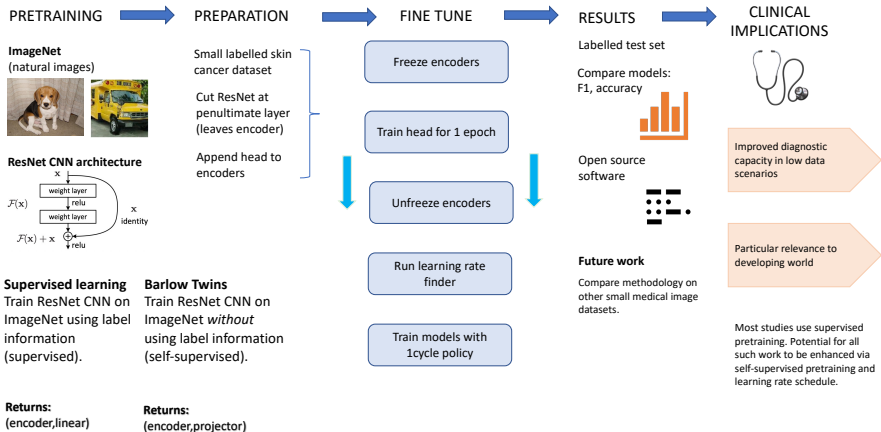 PRETRAINING
PREPARATION
FINE TUNE
RESULTS
CLINICAL
IMPLICATIONS
ImageNet
(natural images)
ResNet CNN architecture
x
weight layer
relu
F(x)
weight layer
x
identity
F(x) + x
relu
Supervised learning
Train ResNet CNN on
ImageNet using label
information
(supervised).
Returns:
(encoder,linear)
Barlow Twins
Train ResNet CNN on
ImageNet without
using label information
(self-supervised).
Returns:
(encoder,projector)
Small labelled skin
cancer dataset
Cut ResNet at
penultimate layer
(leaves encoder)
Append head to
encoders
Freeze encoders
Train head for 1 epoch
Unfreeze encoders
Run learning rate
finder
Train models with
1cycle policy
Labelled test set
Compare models:
F1, accuracy
Open source
software
Future work
Compare methodology on
other small medical image
datasets.
Improved diagnostic
capacity in low data
scenarios
Particular relevance to
developing world
Most studies use supervised
pretraining. Potential for all
such work to be enhanced via
self-supervised pretraining and
learning rate schedule.